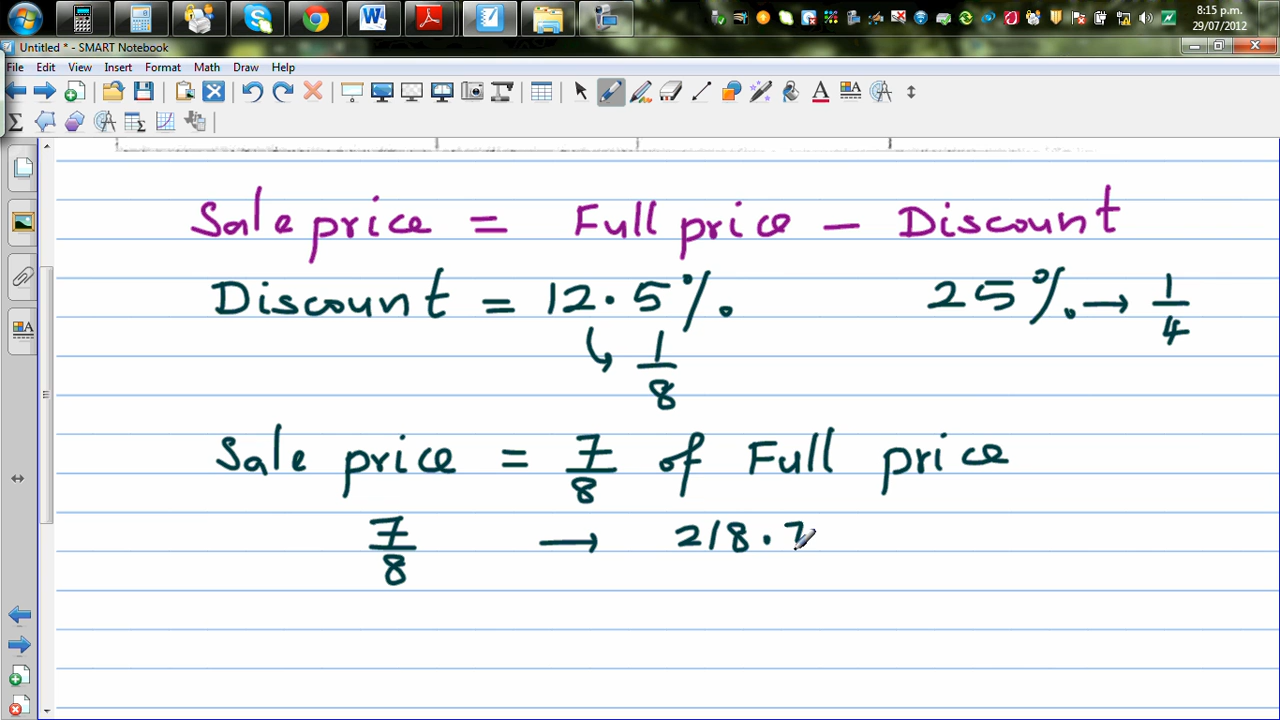 8:15 p.m.
29/07/2012
Untitled * - SMART Notebook
File Edit View Insert Format Math Draw Help
Sale price = Full price - Discount
Discount = 12.5%. 25%. → 1/4
↳ 1/8
Sale price = 7/8 of Full price
7/8 → 218.7